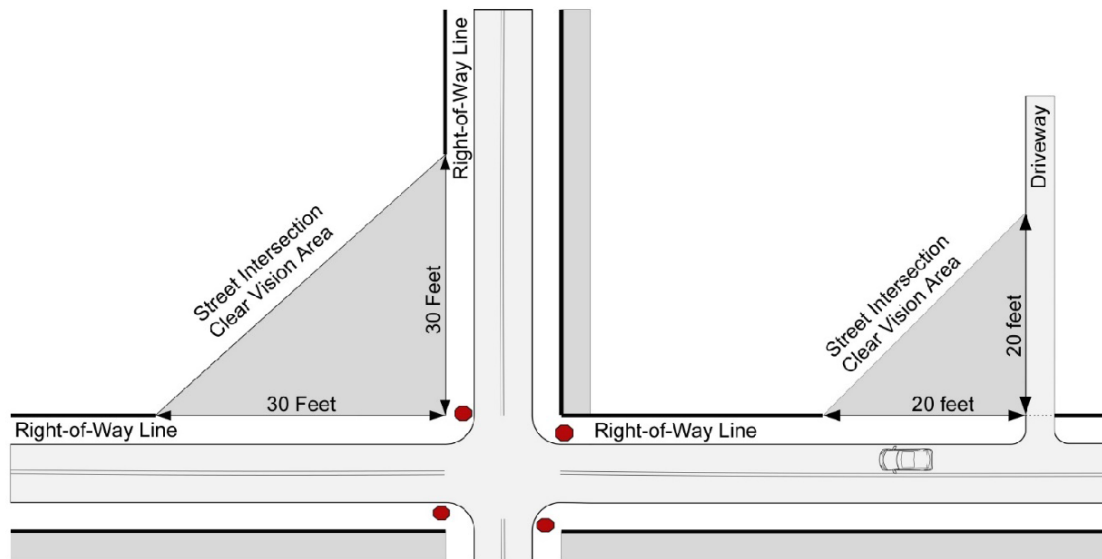 Right-of-Way Line
Street Intersection
Clear Vision Area
30 Feet
30 Feet
Right-of-Way Line
Driveway
Street Intersection
Clear Vision Area
20 feet
20 feet
Right-of-Way Line